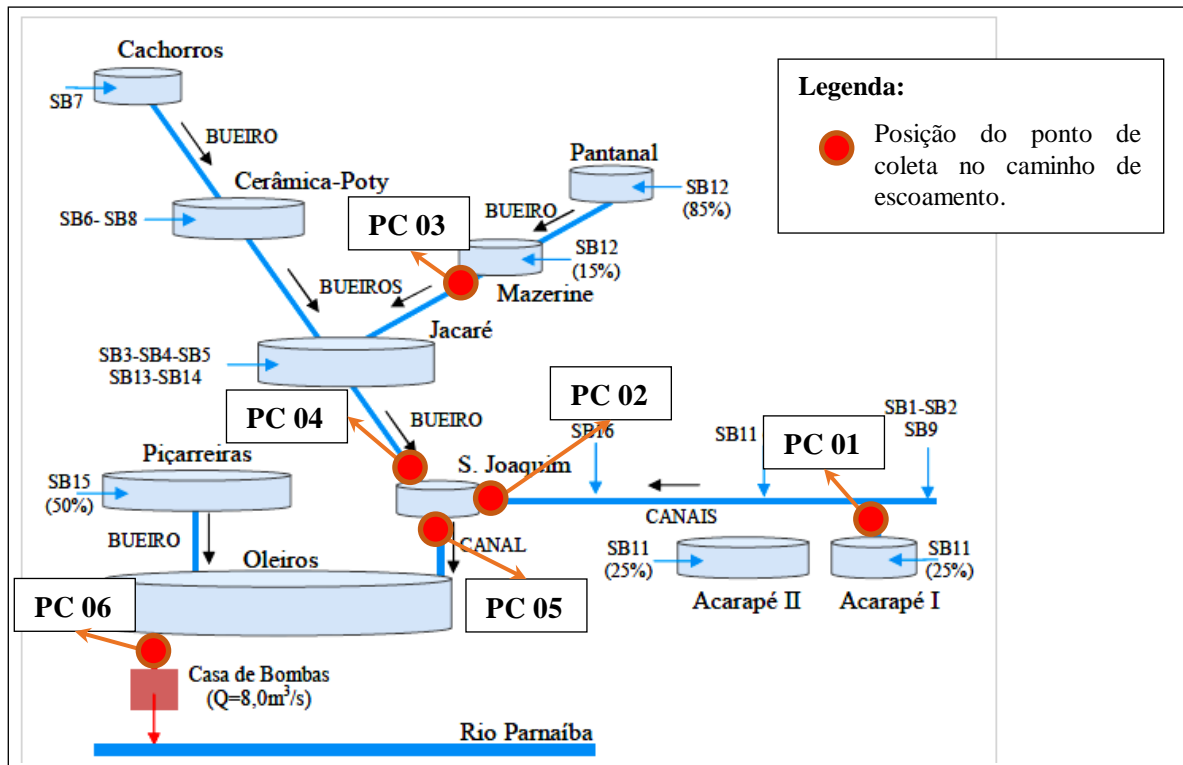 Cachorros
SB7
BUEIRO
Legenda:
Posição do ponto de
coleta no caminho de
escoamento.
Pantanal
SB12
(85%)
BUEIRO
Cerâmica-Poty
SB6- SB8
PC 03
SB12
(15%)
Mazerine
BUEIROS
Jacaré
SB3-SB4-SB5
SB13-SB14
PC 04
BUEIRO
PC 02
SB16
SB11
PC 01
SB1-SB2
SB9
Piçarreiras
SB15
(50%)
BUEIRO
S. Joaquim
CANAIS
CANAL
Oleiros
SB11
(25%)
SB11
(25%)
Acarapé II
Acarapé I
PC 06
PC 05
Casa de Bombas
(Q=8,0m³/s)
Rio Parnaíba